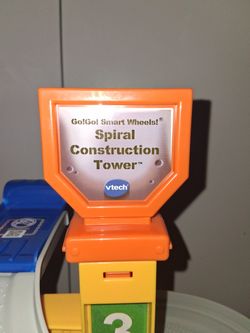 Go!Go! Smart Wheels!®
Spiral
Construction
Tower™
vtech
3